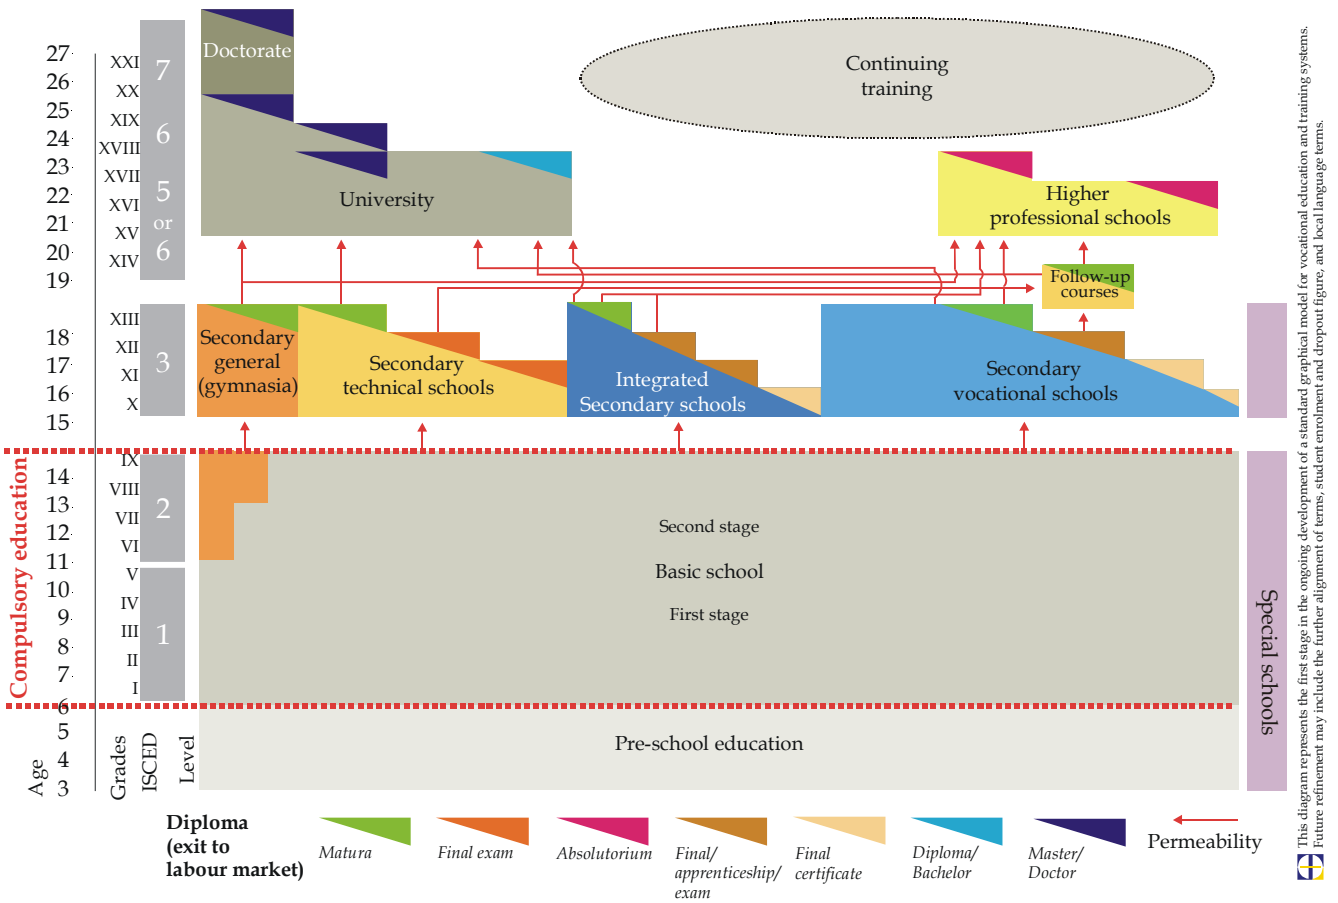 27
26
25
24
23
22
21
20
19
18
17
16
15
14
13
12
11
10
9
8
7
6
5
4
3
Age
Compulsory education
XXI
XX
XIX
XVIII
XVII
XVI
XV
XIV
XIII
XII
XI
X
IX
VIII
VII
VI
V
IV
III
II
I
Grades
7
6
5
or
6
3
2
1
ISCED
Level
Doctorate
University
Continuing
training
Higher
professional schools
Follow-up
courses
Secondary
general
(gymnasia)
Secondary
technical schools
Integrated
Secondary schools
Secondary
vocational schools
Second stage
Basic school
First stage
Pre-school education
Special schools
Diploma
(exit to
labour market)
Matura
Final exam
Absolutorium
Final/
apprenticeship/
exam
Final
certificate
Diploma/
Bachelor
Master/
Doctor
Permeability
This diagram represents the first stage in the ongoing development of a standard graphical model for vocational education and training systems.
Future refinement may include the further alignment of terms, student enrolment and dropout figure, and local language terms.